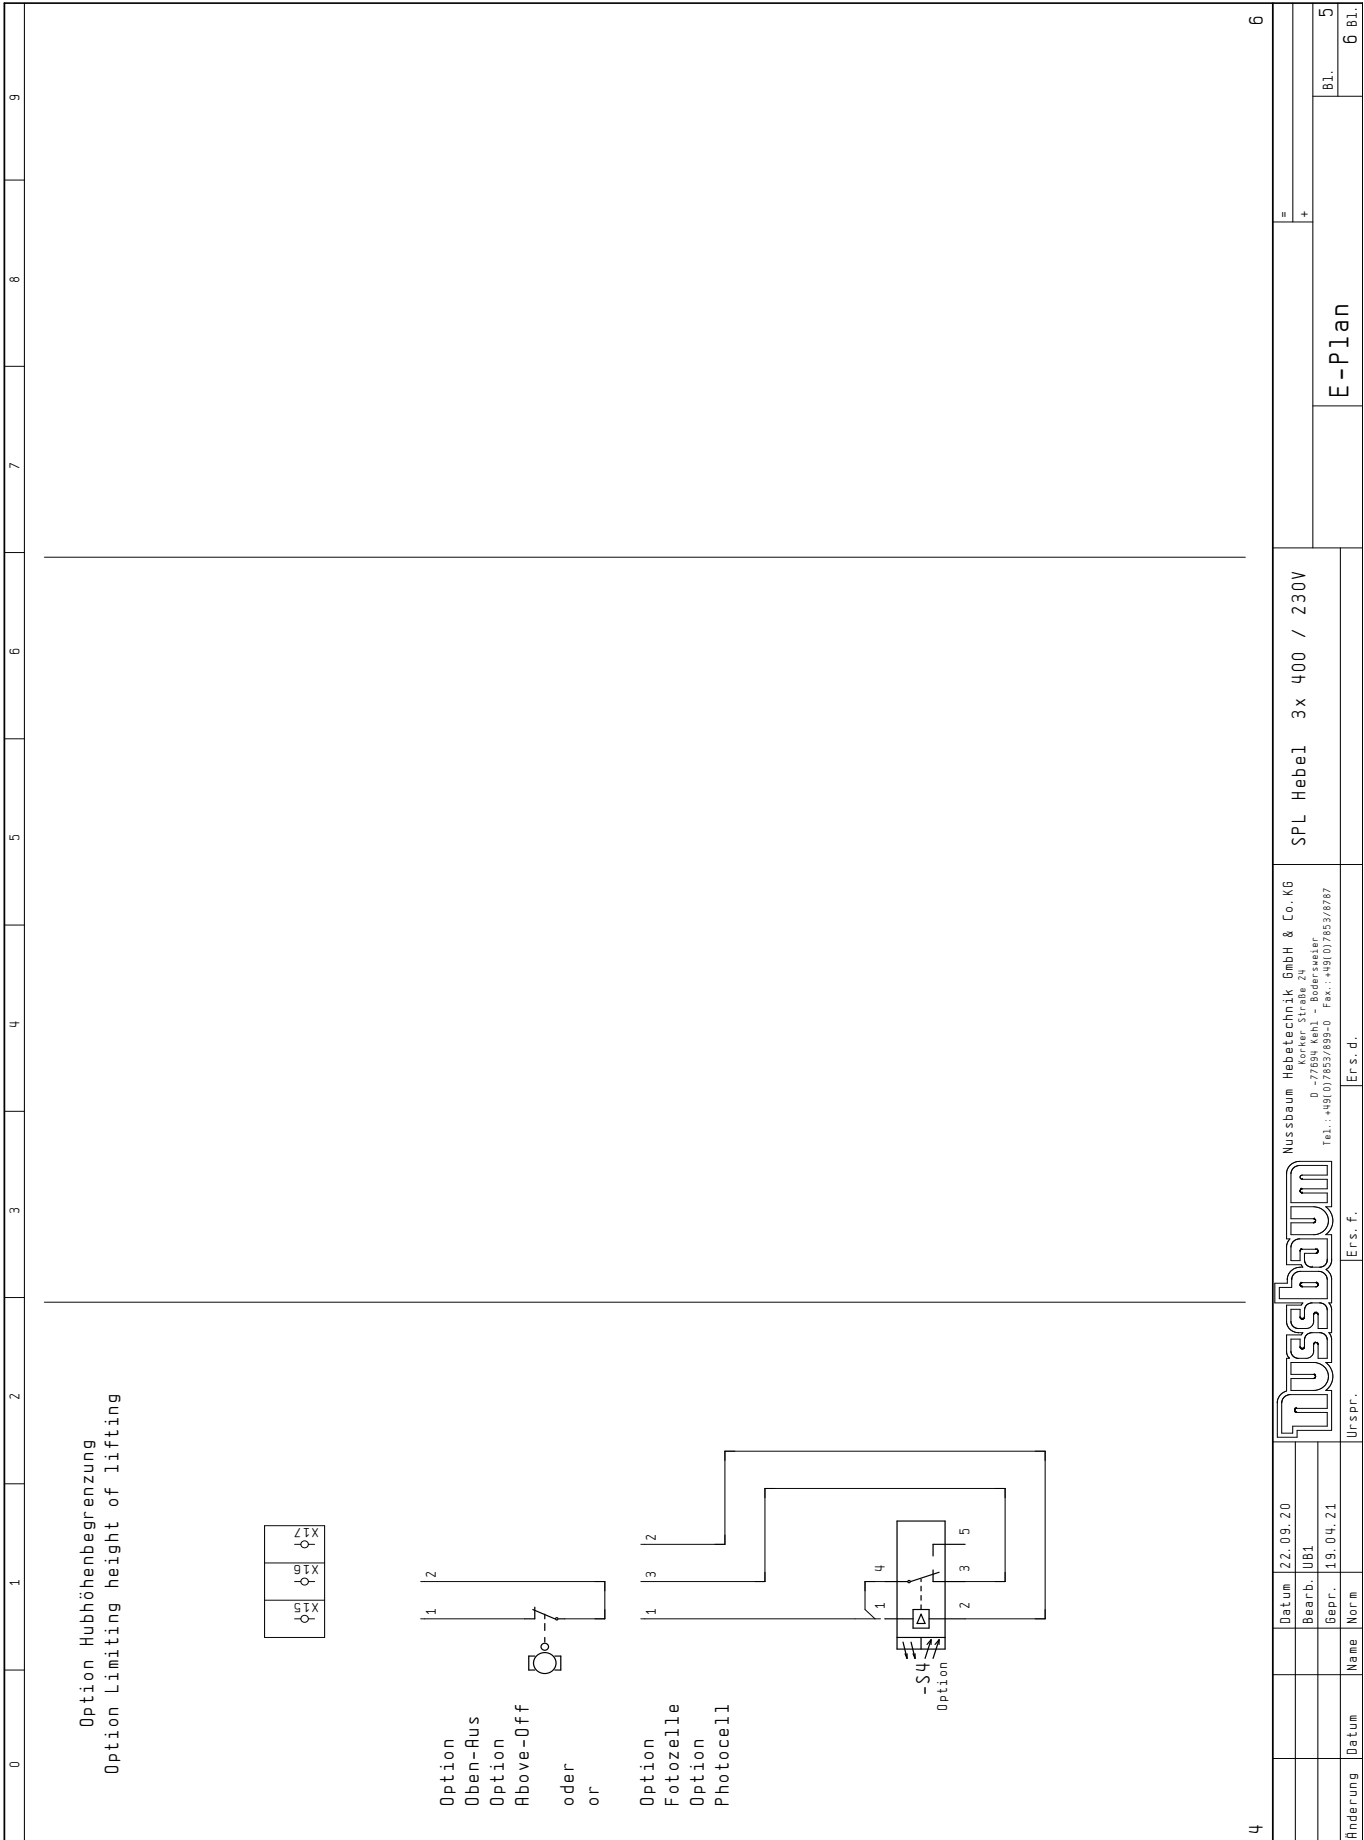 0 1 2 3 4 5 6 7 8 9
Option Hubhöhenbegrenzung
Option Limiting height of lifting
X15 X16 X17
Option
Oben-Aus
Option
Above-Off
oder
or
1 2
Option
Fotozelle
Option
Photocell
1 3 2
1 4
-S4
Option
2 3 5
4
6
Änderung
Datum
Name
Datum 22.09.20
Bearb. UB1
Gepr. 19.04.21
Norm
nussbaum
Urspr.
Ers.f.
Ers.d.
Nussbaum Hebetechnik GmbH & Co.KG
Korker Straße 24
D -77694 Kehl - Bodersweier
Tel.:+49(0)7853/899-0 Fax.:+49(0)7853/8787
SPL Hebel 3x 400 / 230V
E-Plan
=
+
Bl. 5
6 Bl.